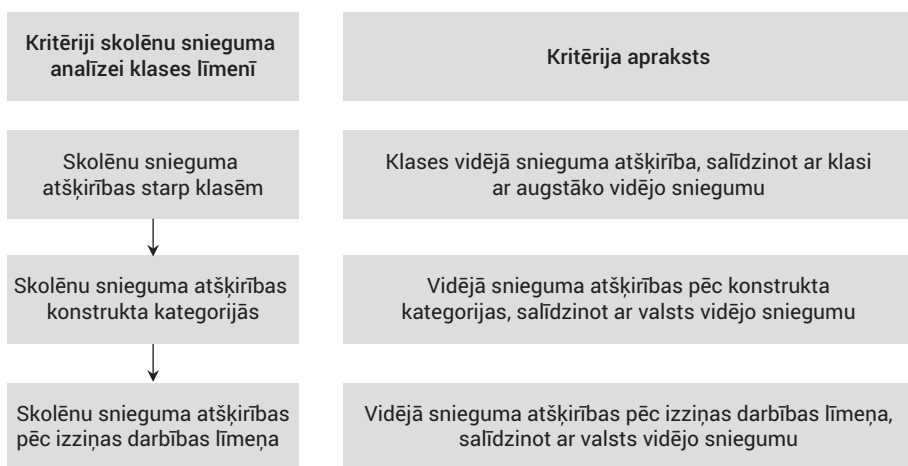 Kritēriji skolēnu snieguma
analīzei klases līmenī
Kritērija apraksts
Skolēnu snieguma
atšķirības starp klasēm
Klases vidējā snieguma atšķirība, salīdzinot ar klasi
ar augstāko vidējo sniegumu
Skolēnu snieguma atšķirības
konstrukta kategorijās
Vidējā snieguma atšķirības pēc konstrukta
kategorijas, salīdzinot ar valsts vidējo sniegumu
Skolēnu snieguma atšķirības
pēc izziņas darbības līmeņa
Vidējā snieguma atšķirības pēc izziņas darbības līmeņa,
salīdzinot ar valsts vidējo sniegumu